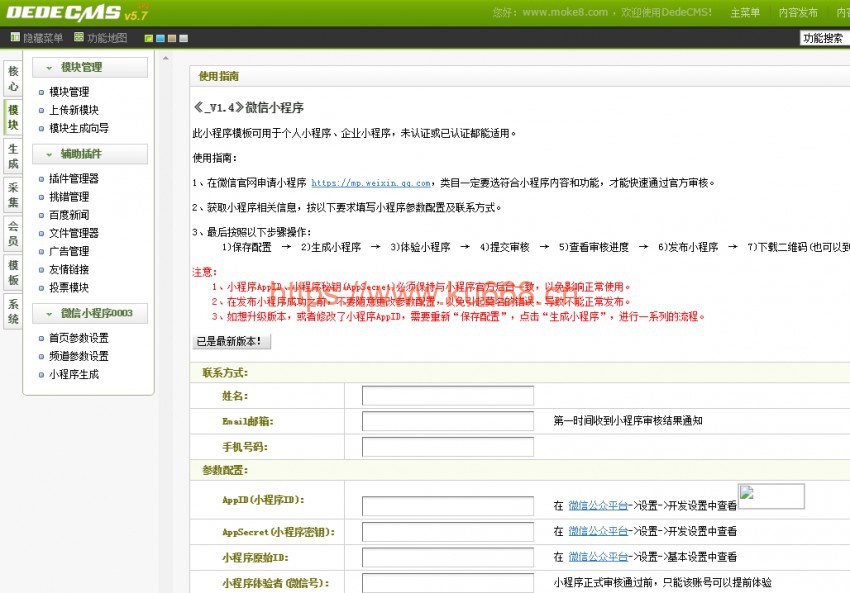 DEDECMS v5.7
您好：www.moke8.com ，欢迎使用DedeCMS！ 主菜单 内容发布 内
隐藏菜单 功能地图 功能搜索
核心
模块
生成
采集
会员
模板
系统
模块管理
模块管理
上传新模块
模块生成向导
辅助插件
插件管理器
挑错管理
百度新闻
文件管理器
广告管理
友情链接
投票模块
微信小程序0003
首页参数设置
频道参数设置
小程序生成
使用指南
《_V1.4》微信小程序
此小程序模板可用于个人小程序、企业小程序，未认证或已认证都能适用。
使用指南：
1、在微信官网申请小程序 https://mp.weixin.qq.com，类目一定要选符合小程序内容和功能，才能快速通过官方审核。
2、获取小程序相关信息，按以下要求填写小程序参数配置及联系方式。
3、最后按照以下步骤操作：
1)保存配置 → 2)生成小程序 → 3)体验小程序 → 4)提交审核 → 5)查看审核进度 → 6)发布小程序 → 7)下载二维码(也可以到
注意：
1、小程序AppID、小程序秘钥(AppSecret)必须保持与小程序官方后台一致，以免影响正常使用。
2、在发布小程序成功之前，不要随意更改参数配置，以免引起莫名的错误，导致不能正常发布。
3、如想升级版本，或者修改了小程序AppID，需要重新“保存配置”，点击“生成小程序”，进行一系列的流程。
已是最新版本！
联系方式：
姓名：
Email邮箱： 第一时间收到小程序审核结果通知
手机号码：
参数配置：
AppID(小程序ID)： 在 微信公众平台->设置->开发设置中查看
AppSecret(小程序密钥)： 在 微信公众平台->设置->开发设置中查看
小程序原始ID： 在 微信公众平台->设置->基本设置中查看
小程序体验者(微信号)： 小程序正式审核通过前，只能该账号可以提前体验